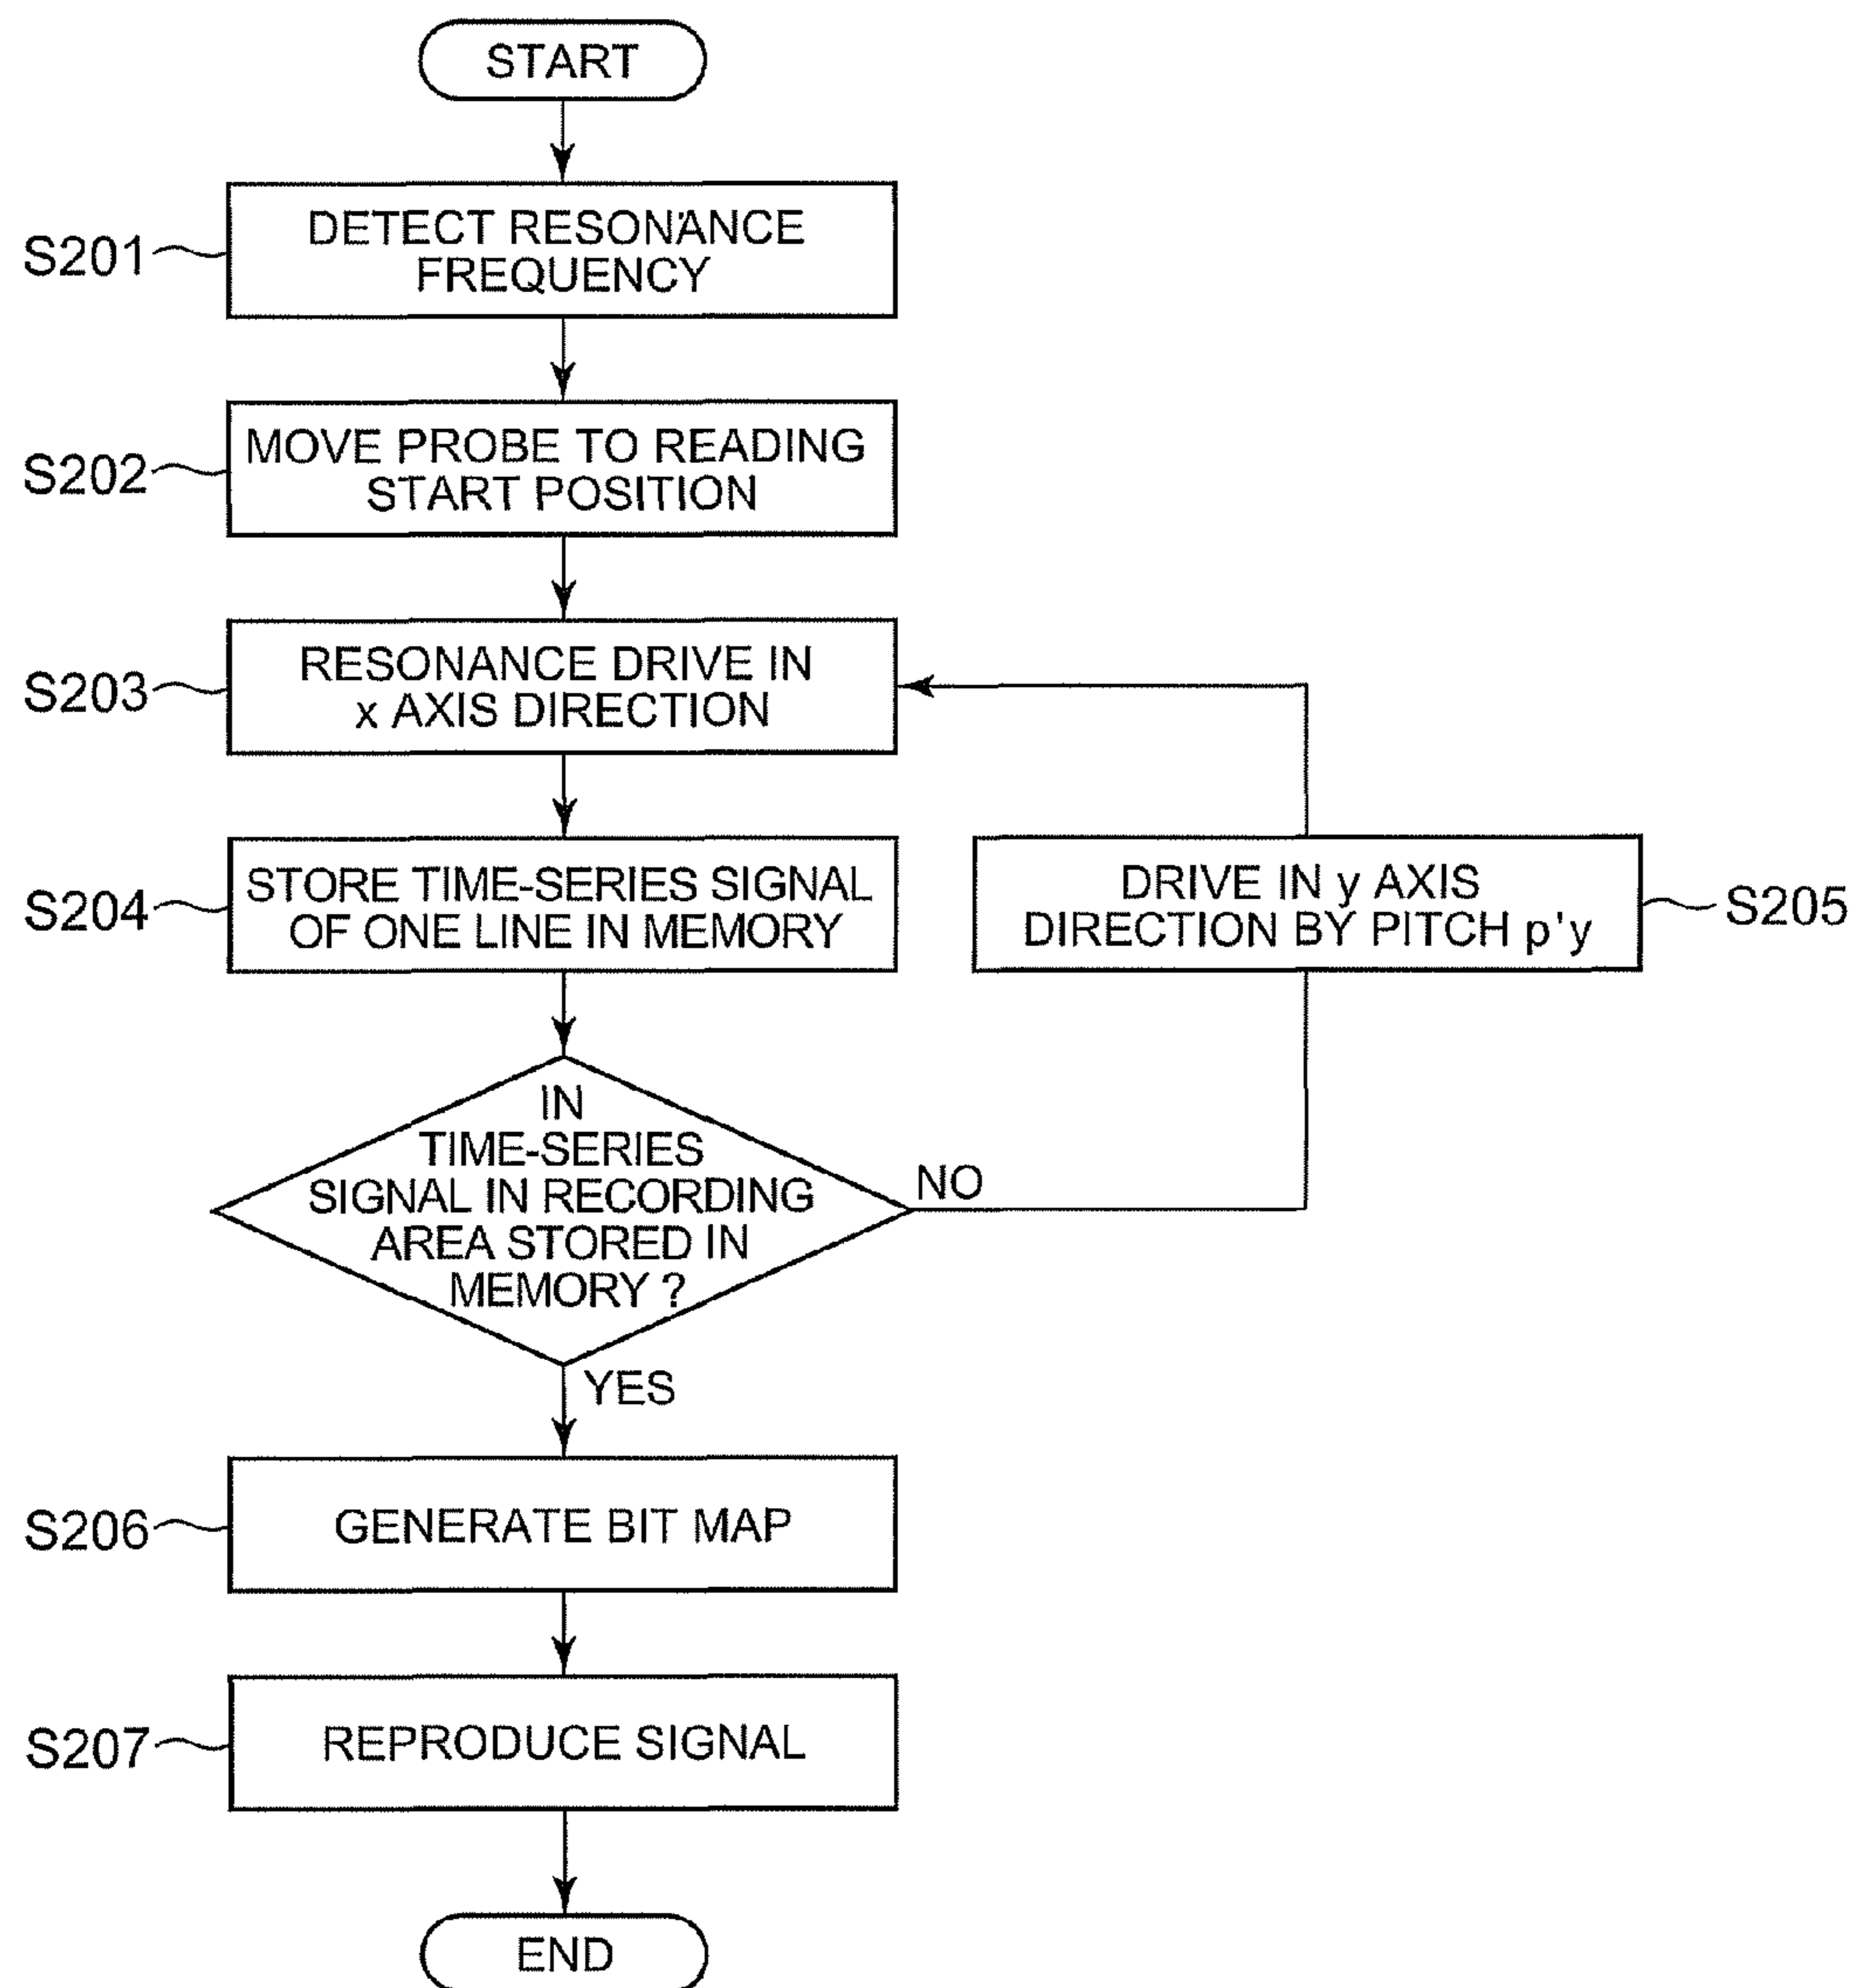 START
S201
DETECT RESONANCE
FREQUENCY
S202
MOVE PROBE TO READING
START POSITION
S203
RESONANCE DRIVE IN
x AXIS DIRECTION
S204
STORE TIME-SERIES SIGNAL
OF ONE LINE IN MEMORY
DRIVE IN y AXIS
DIRECTION BY PITCH p'y
S205
IN
TIME-SERIES
SIGNAL IN RECORDING
AREA STORED IN
MEMORY ?
NO
YES
S206
GENERATE BIT MAP
S207
REPRODUCE SIGNAL
END